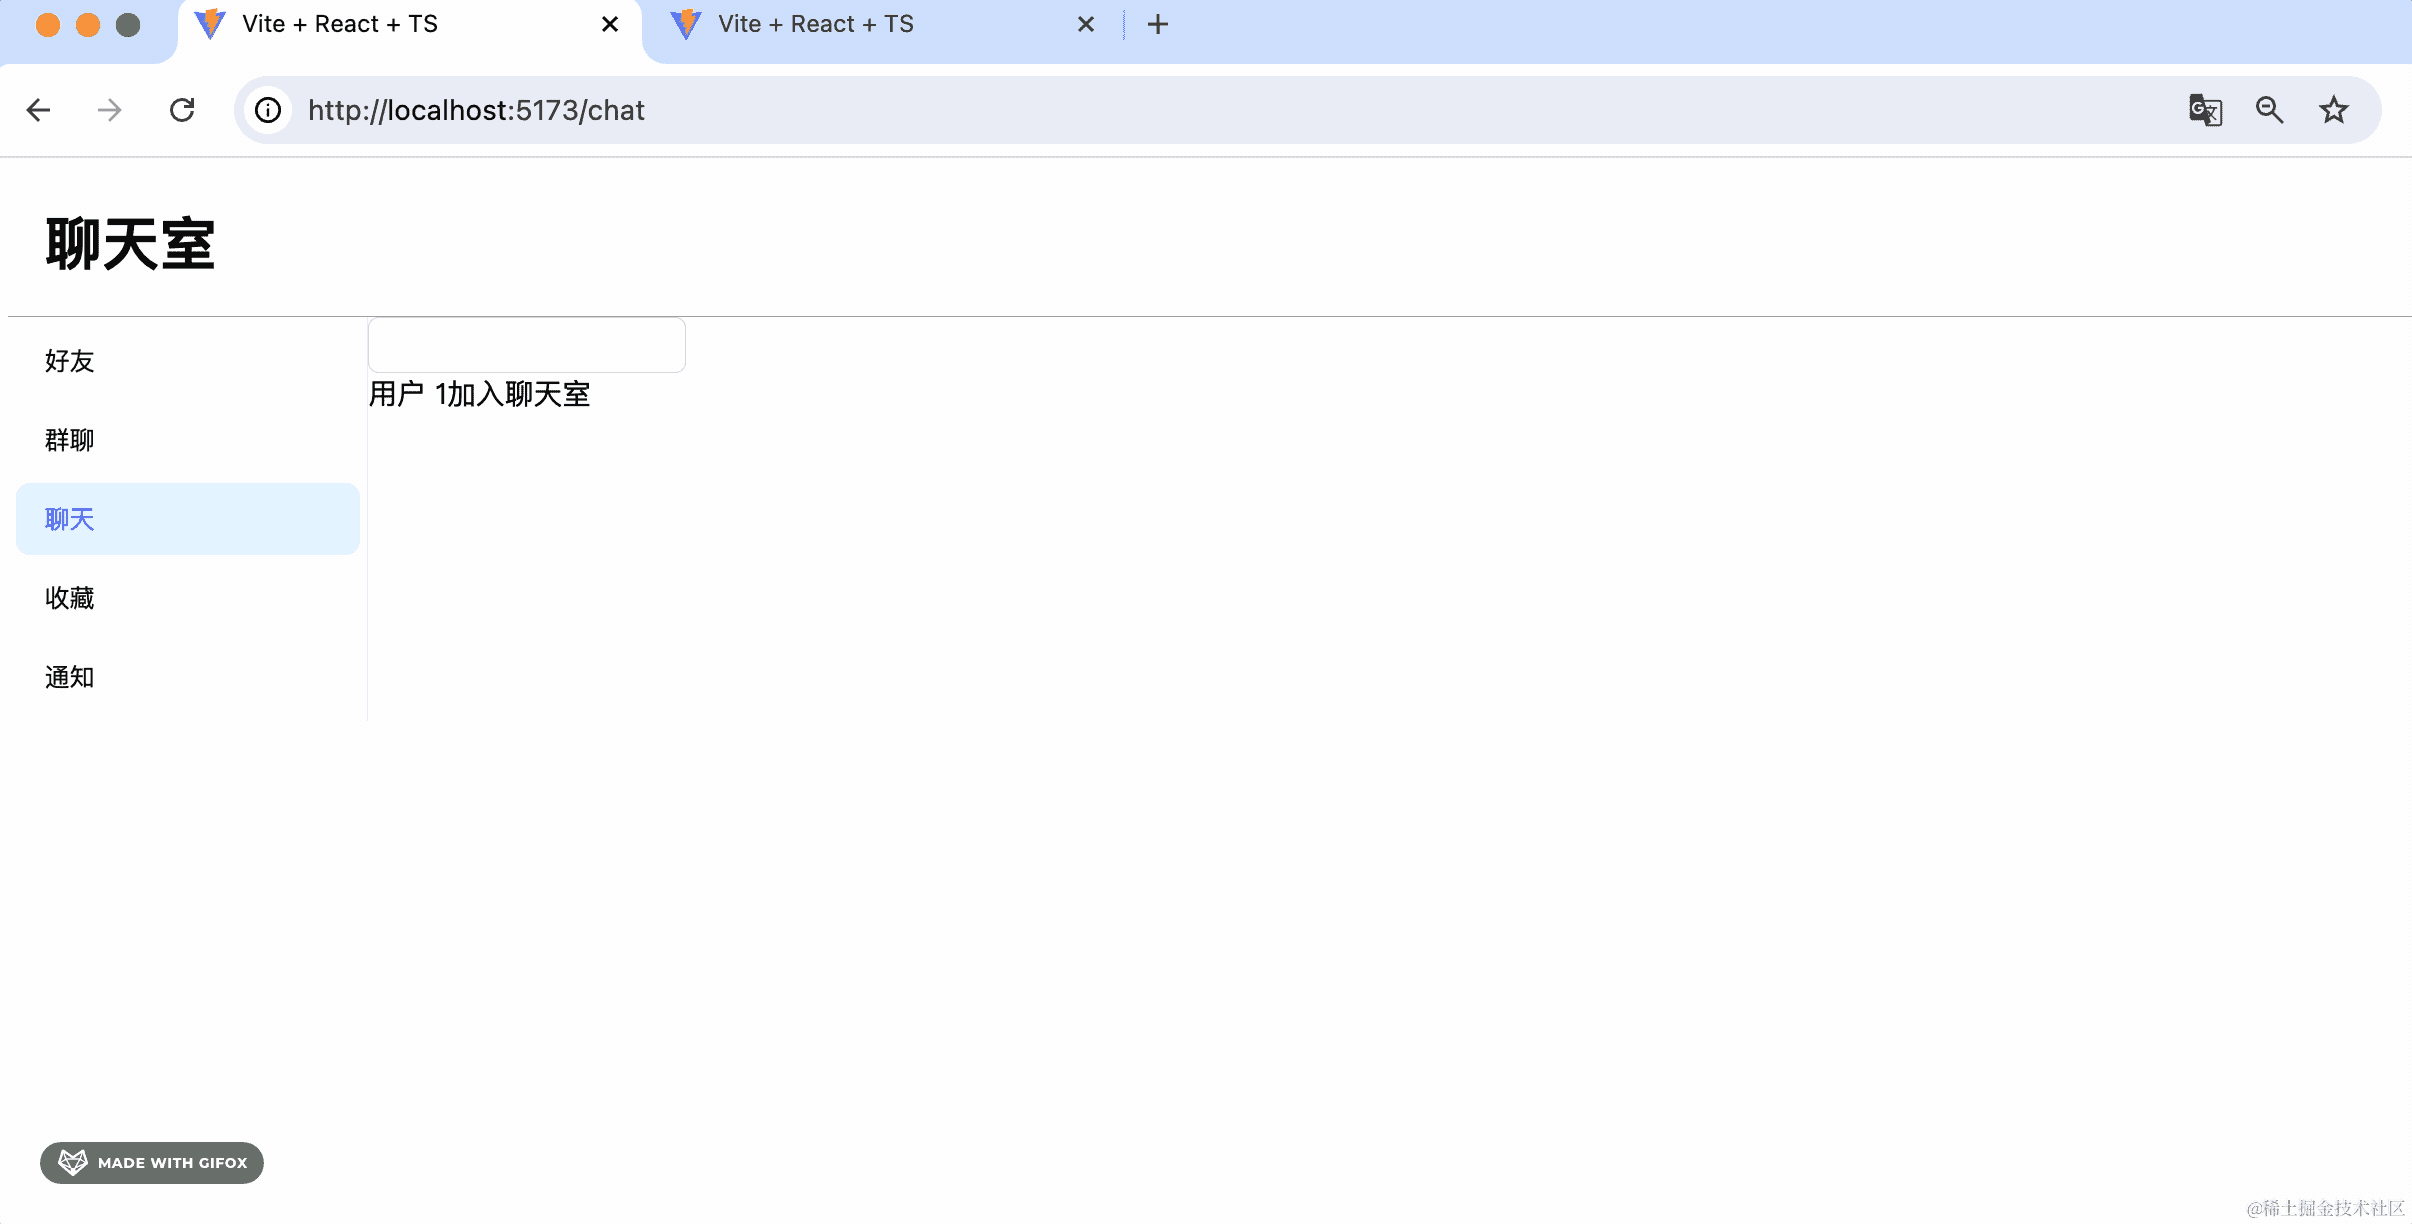 Vite + React + TS
Vite + React + TS
http://localhost:5173/chat
聊天室
好友
群聊
聊天
收藏
通知
用户 1加入聊天室
MADE WITH GIFOX
@稀土掘金技术社区